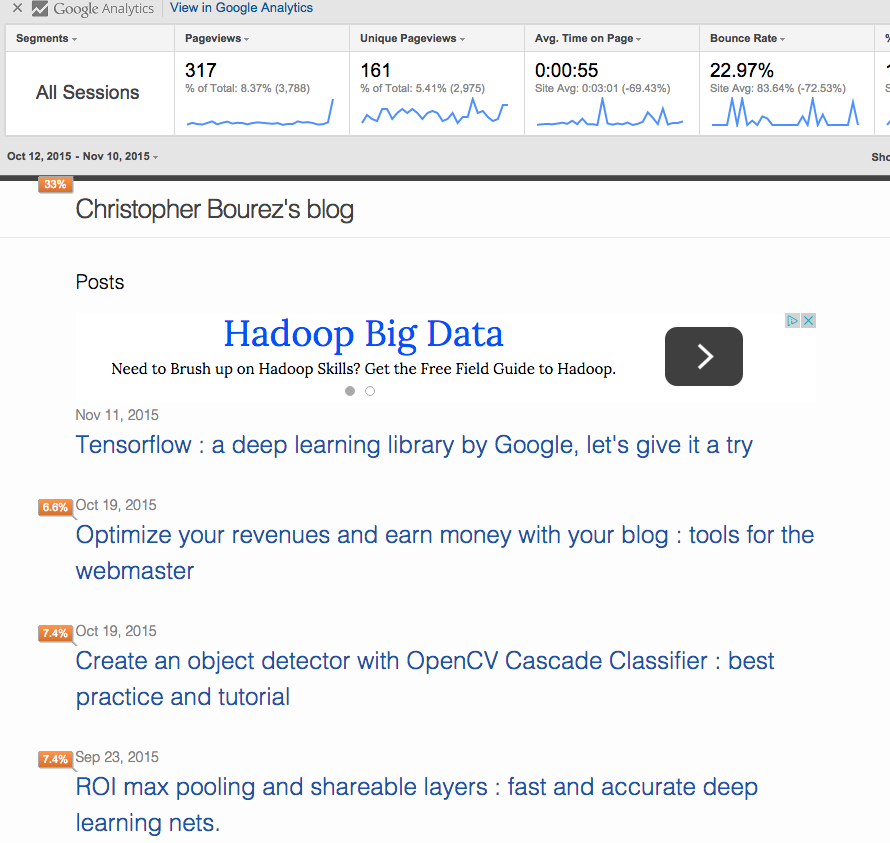 Google Analytics View in Google Analytics
Segments Pageviews Unique Pageviews Avg. Time on Page Bounce Rate %
All Sessions 317 161 0:00:55 22.97%
% of Total: 8.37% (3,788) % of Total: 5.41% (2,975) Site Avg: 0:03:01 (-69.43%) Site Avg: 83.64% (-72.53%) S
Oct 12, 2015 - Nov 10, 2015 Sho
33%
Christopher Bourez's blog
Posts
Hadoop Big Data
Need to Brush up on Hadoop Skills? Get the Free Field Guide to Hadoop.
Nov 11, 2015
Tensorflow : a deep learning library by Google, let's give it a try
6.6% Oct 19, 2015
Optimize your revenues and earn money with your blog : tools for the
webmaster
7.4% Oct 19, 2015
Create an object detector with OpenCV Cascade Classifier : best
practice and tutorial
7.4% Sep 23, 2015
ROI max pooling and shareable layers : fast and accurate deep
learning nets.